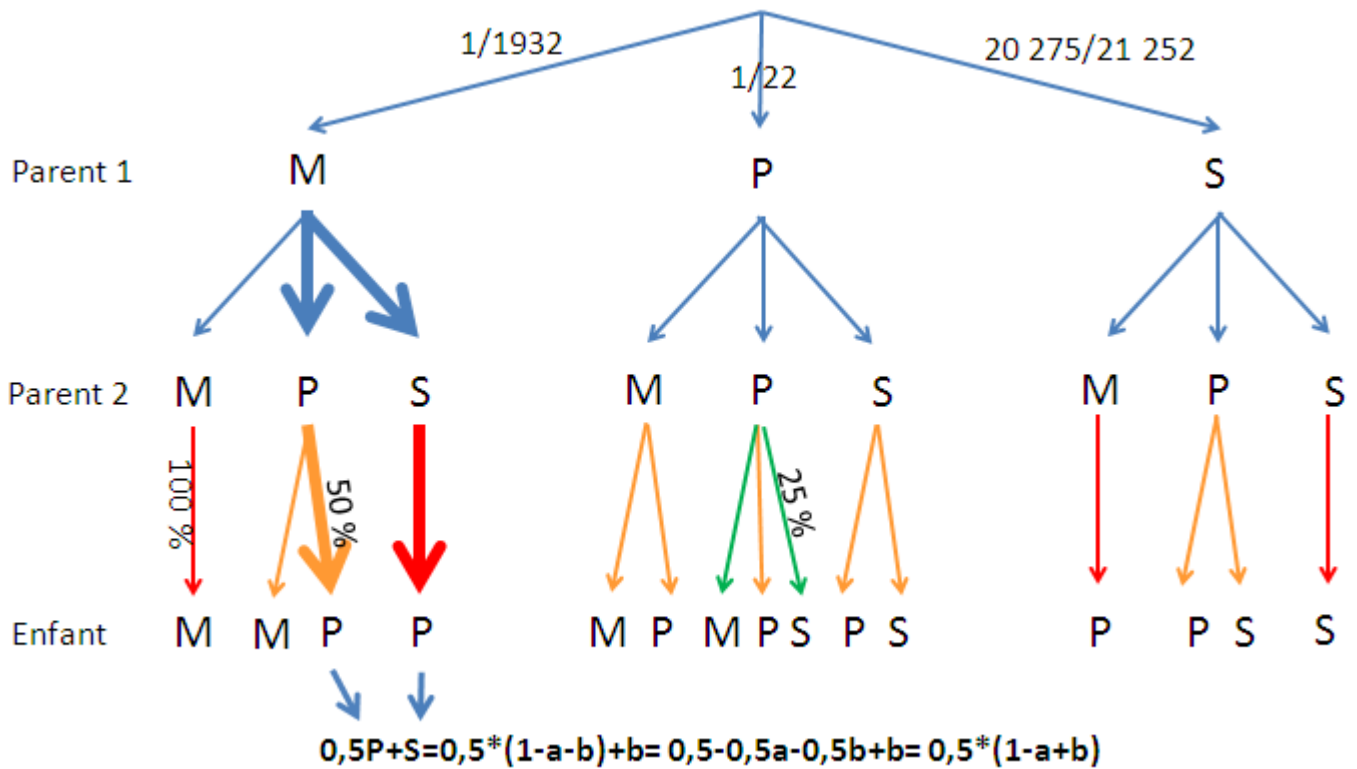 1/1932
1/22
20 275/21 252
Parent 1 M P S
Parent 2 M P S M P S M P S
100 % 50 % 25 %
Enfant M M P P M P M P S P S P P S S
0,5P+S=0,5*(1-a-b)+b= 0,5-0,5a-0,5b+b= 0,5*(1-a+b)